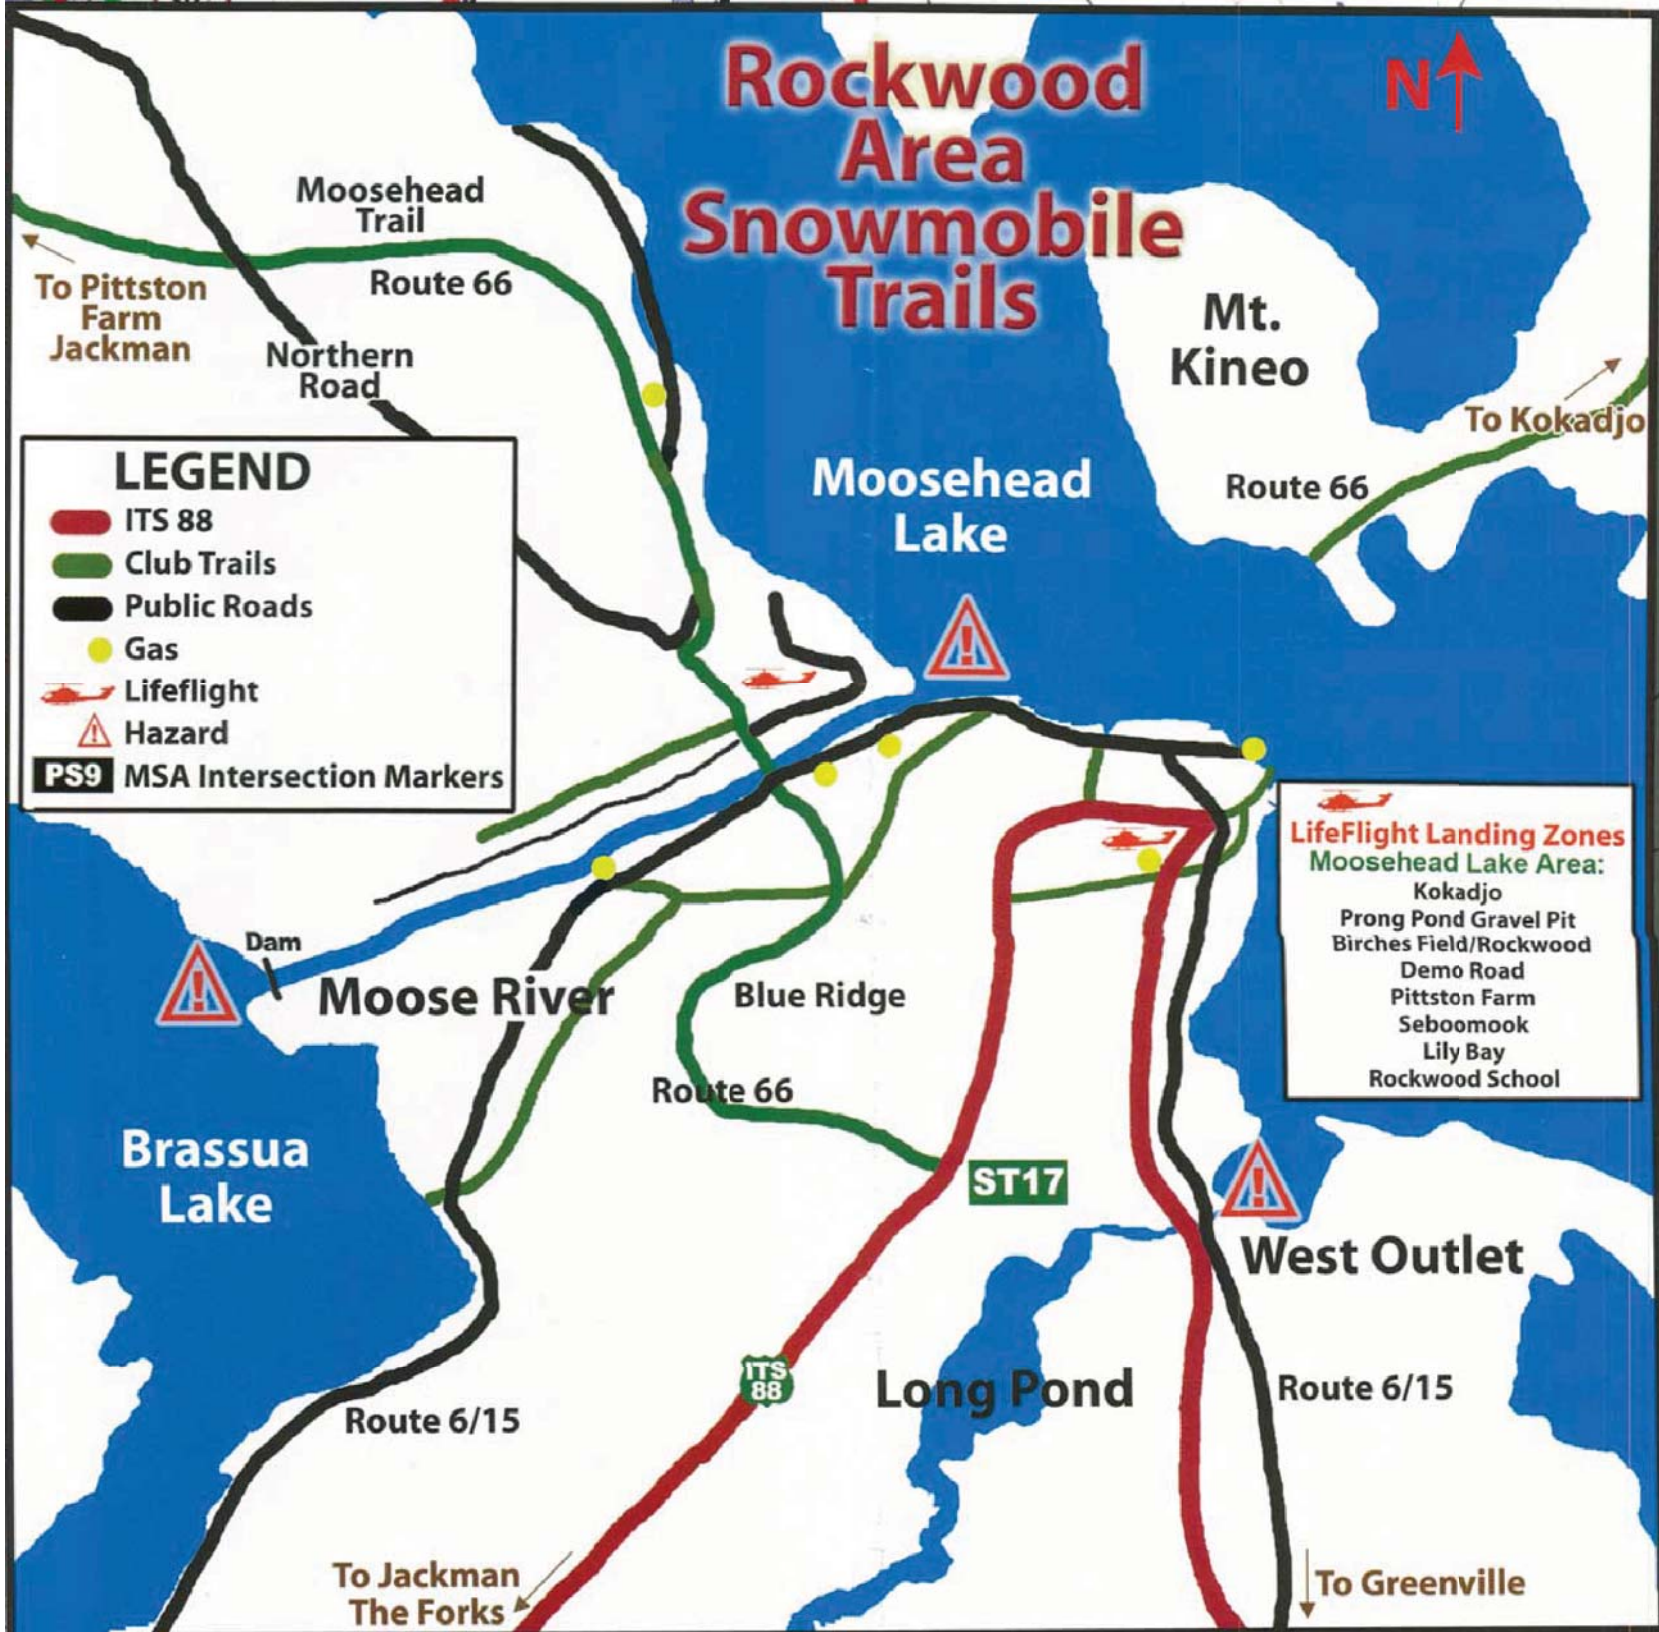 Rockwood
Area
Snowmobile
Trails
N
Moosehead
Trail
Route 66
To Pittston
Farm
Jackman
Northern
Road
Mt.
Kineo
To Kokadjo
Route 66
Moosehead
Lake
LEGEND
ITS 88
Club Trails
Public Roads
Gas
Lifeflight
Hazard
PS9 MSA Intersection Markers
LifeFlight Landing Zones
Moosehead Lake Area:
Kokadjo
Prong Pond Gravel Pit
Birches Field/Rockwood
Demo Road
Pittston Farm
Seboomook
Lily Bay
Rockwood School
Dam
Moose River
Blue Ridge
Route 66
Brassua
Lake
ST17
West Outlet
ITS
88
Long Pond
Route 6/15
Route 6/15
To Jackman
The Forks
To Greenville